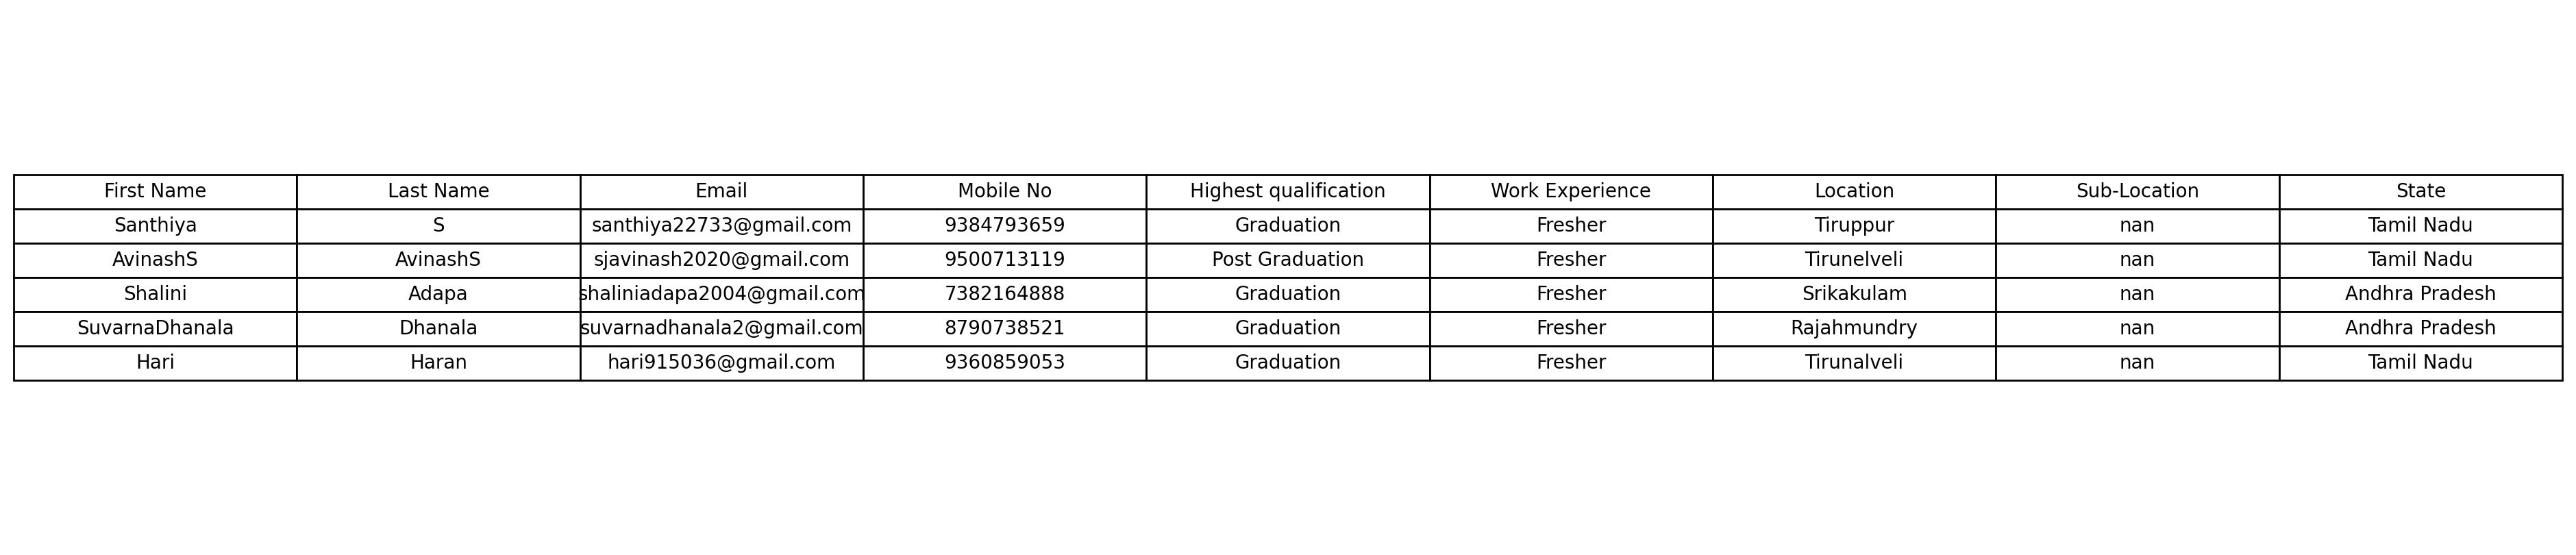 First Name Last Name Email Mobile No Highest qualification Work Experience Location Sub-Location State
Santhiya S santhiya22733@gmail.com 9384793659 Graduation Fresher Tiruppur nan Tamil Nadu
AvinashS AvinashS sjavinash2020@gmail.com 9500713119 Post Graduation Fresher Tirunelveli nan Tamil Nadu
Shalini Adapa shaliniadapa2004@gmail.com 7382164888 Graduation Fresher Srikakulam nan Andhra Pradesh
SuvarnaDhanala Dhanala suvarnadhanala2@gmail.com 8790738521 Graduation Fresher Rajahmundry nan Andhra Pradesh
Hari Haran hari915036@gmail.com 9360859053 Graduation Fresher Tirunalveli nan Tamil Nadu